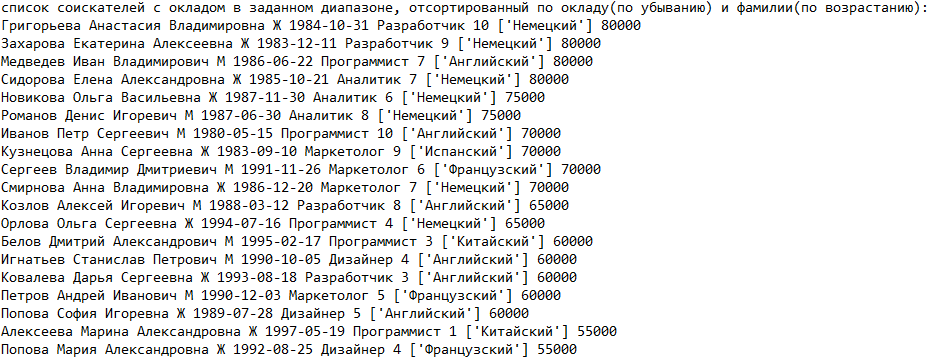 список соискателей с окладом в заданном диапазоне, отсортированный по окладу(по убыванию) и фамилии(по возрастанию):
Григорьева Анастасия Владимировна Ж 1984-10-31 Разработчик 10 ['Немецкий'] 80000
Захарова Екатерина Алексеевна Ж 1983-12-11 Разработчик 9 ['Немецкий'] 80000
Медведев Иван Владимирович М 1986-06-22 Программист 7 ['Английский'] 80000
Сидорова Елена Александровна Ж 1985-10-21 Аналитик 7 ['Немецкий'] 80000
Новикова Ольга Васильевна Ж 1987-11-30 Аналитик 6 ['Немецкий'] 75000
Романов Денис Игоревич М 1987-06-30 Аналитик 8 ['Немецкий'] 75000
Иванов Петр Сергеевич М 1980-05-15 Программист 10 ['Английский'] 70000
Кузнецова Анна Сергеевна Ж 1983-09-10 Маркетолог 9 ['Испанский'] 70000
Сергеев Владимир Дмитриевич М 1991-11-26 Маркетолог 6 ['Французский'] 70000
Смирнова Анна Владимировна Ж 1986-12-20 Маркетолог 7 ['Немецкий'] 70000
Козлов Алексей Игоревич М 1988-03-12 Разработчик 8 ['Английский'] 65000
Орлова Ольга Сергеевна Ж 1994-07-16 Программист 4 ['Немецкий'] 65000
Белов Дмитрий Александрович М 1995-02-17 Программист 3 ['Китайский'] 60000
Игнатьев Станислав Петрович М 1990-10-05 Дизайнер 4 ['Английский'] 60000
Ковалева Дарья Сергеевна Ж 1993-08-18 Разработчик 3 ['Английский'] 60000
Петров Андрей Иванович М 1990-12-03 Маркетолог 5 ['Французский'] 60000
Попова София Игоревна Ж 1989-07-28 Дизайнер 5 ['Английский'] 60000
Алексеева Марина Александровна Ж 1997-05-19 Программист 1 ['Китайский'] 55000
Попова Мария Александровна Ж 1992-08-25 Дизайнер 4 ['Французский'] 55000